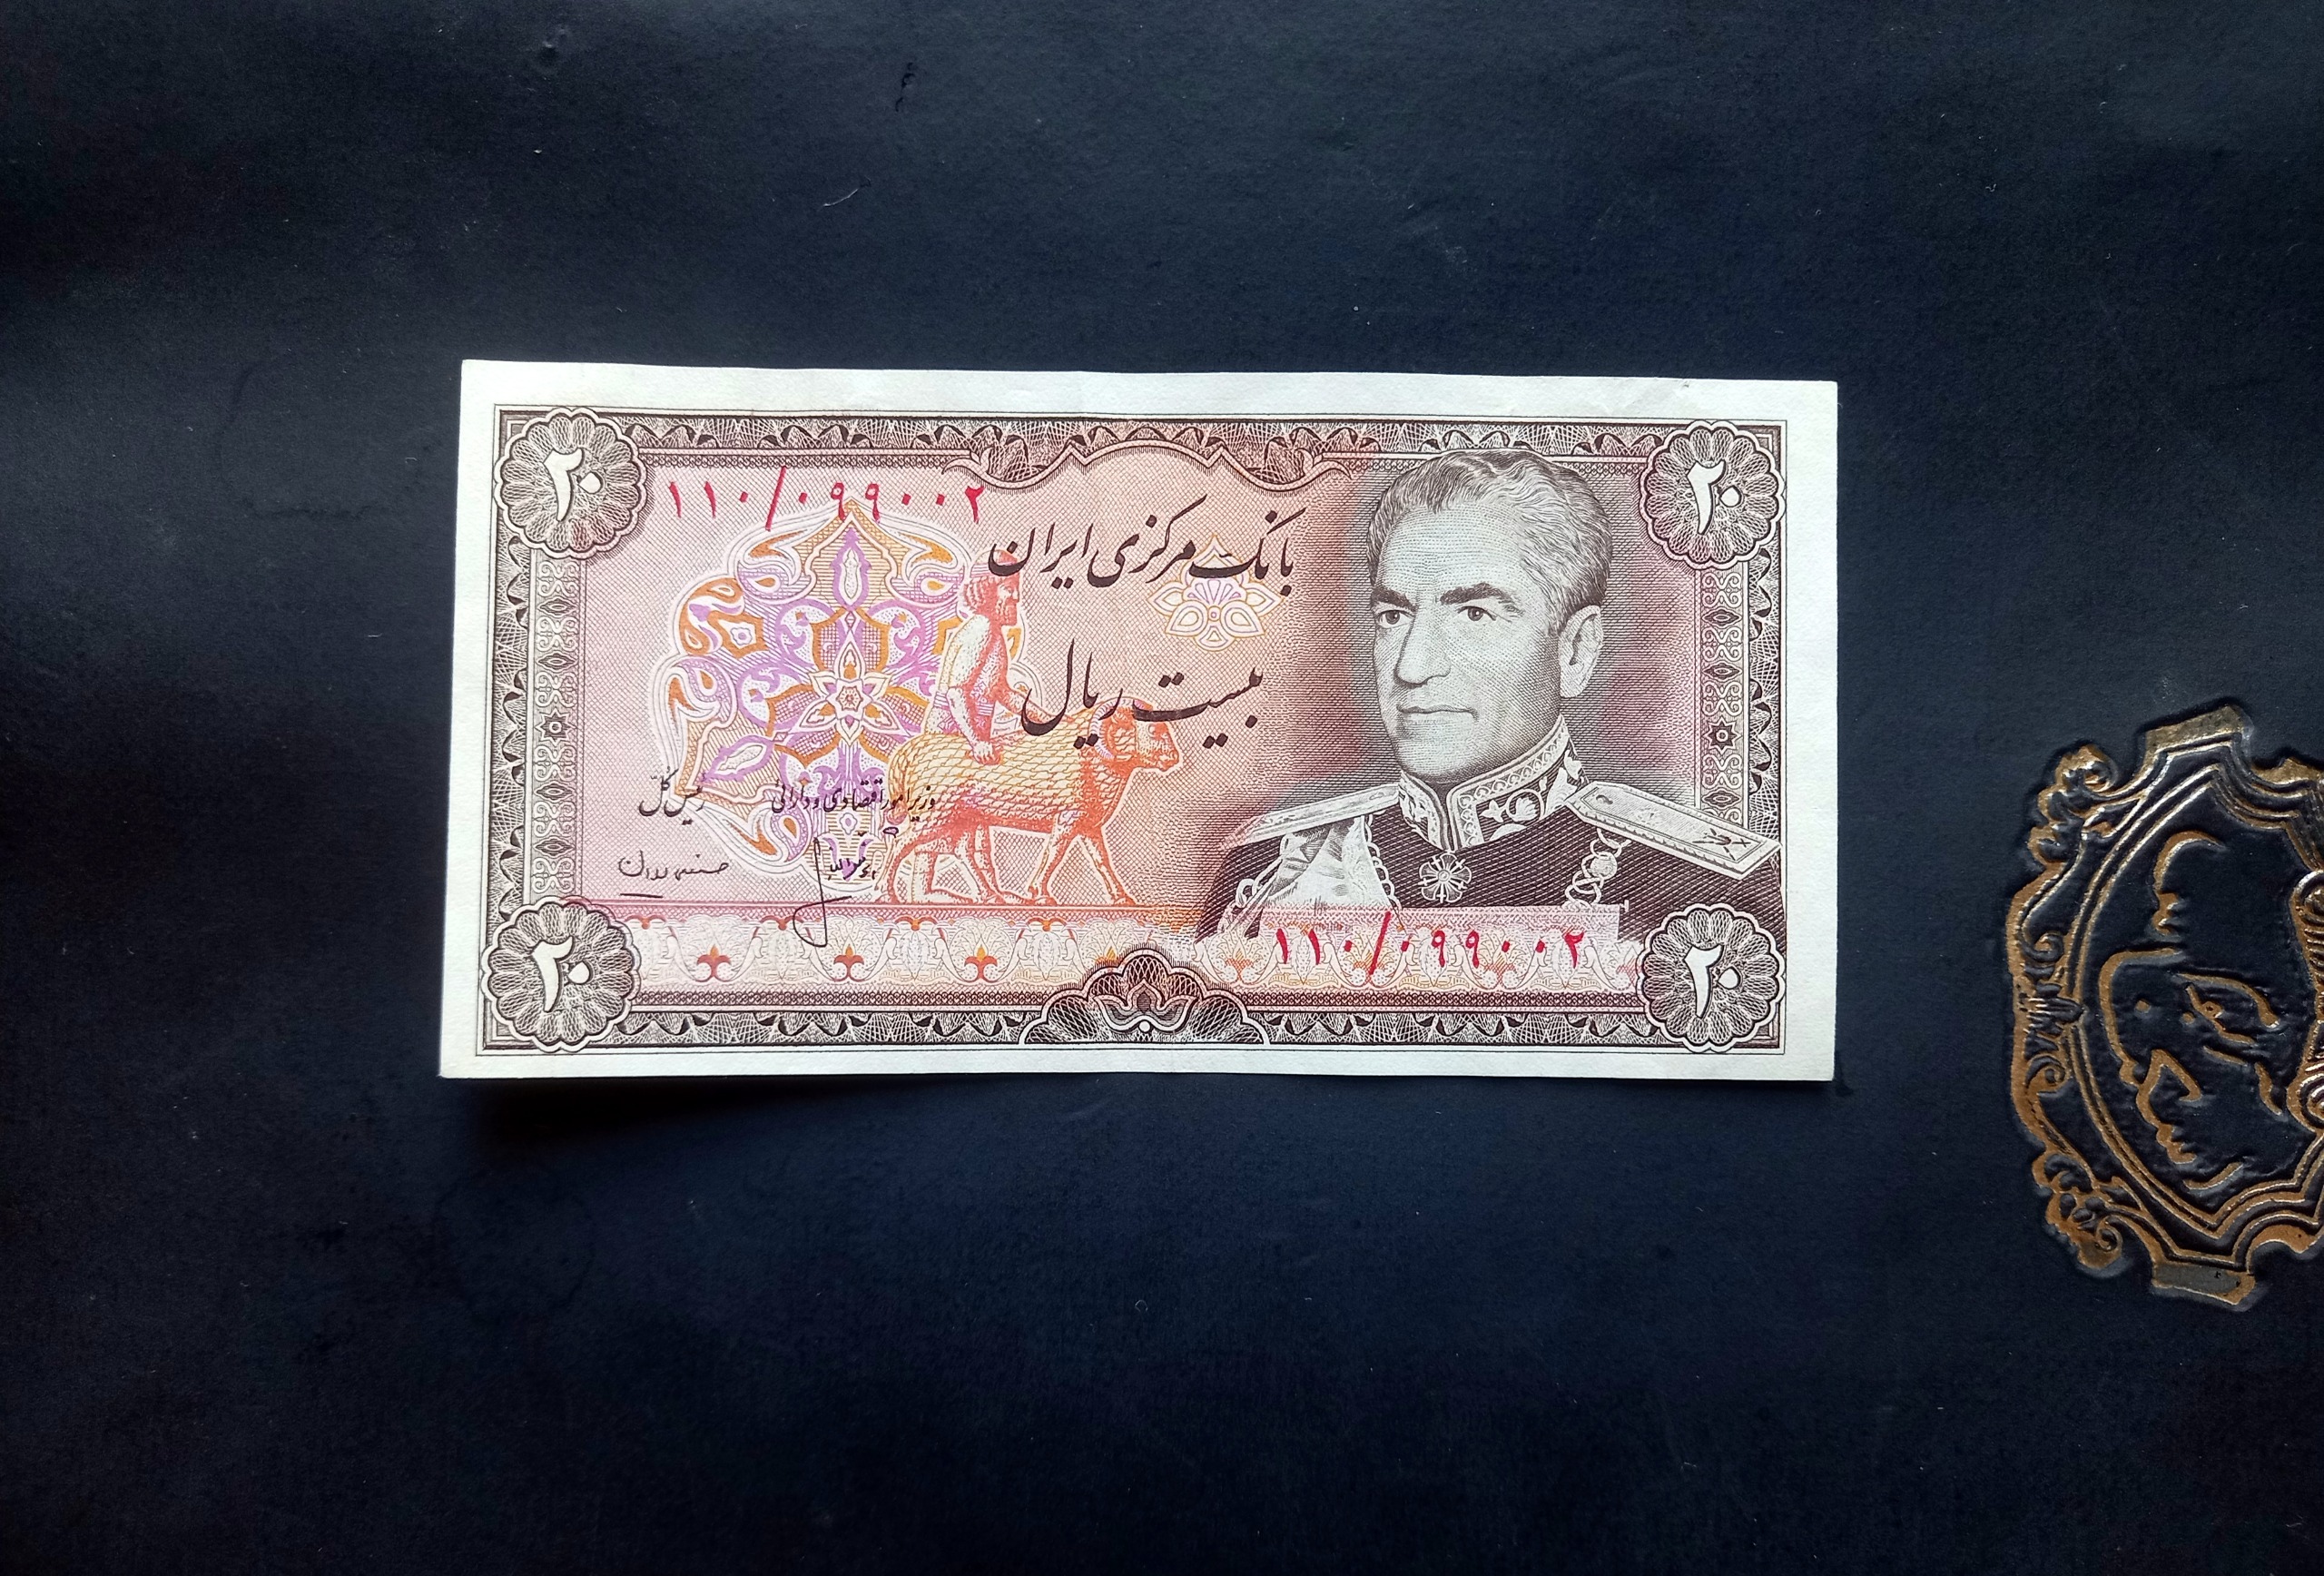 ۲۰
۲۰
۱۱۰/۰۹۹۰۰۲
بانک مرکزی ایران
بیست ریال
وزیر امور اقتصادی و دارائی
رئیس کل
۱۱۰/۰۹۹۰۰۲
۲۰
۲۰